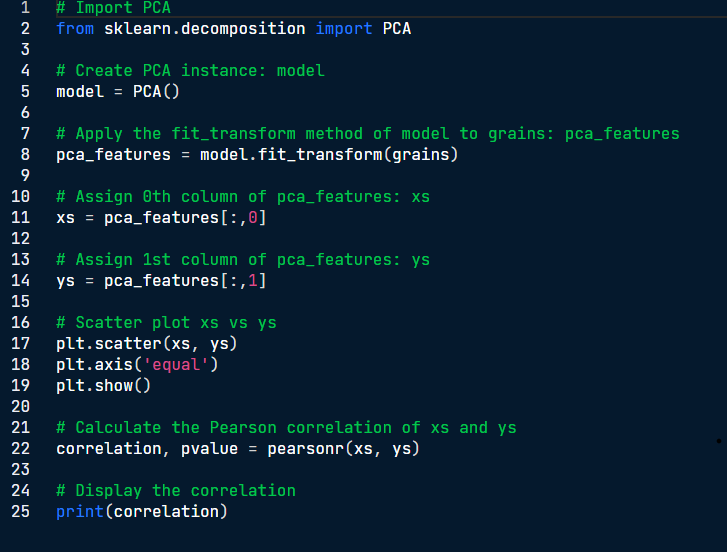 1 # Import PCA
2 from sklearn.decomposition import PCA
3
4 # Create PCA instance: model
5 model = PCA()
6
7 # Apply the fit_transform method of model to grains: pca_features
8 pca_features = model.fit_transform(grains)
9
10 # Assign 0th column of pca_features: xs
11 xs = pca_features[:,0]
12
13 # Assign 1st column of pca_features: ys
14 ys = pca_features[:,1]
15
16 # Scatter plot xs vs ys
17 plt.scatter(xs, ys)
18 plt.axis('equal')
19 plt.show()
20
21 # Calculate the Pearson correlation of xs and ys
22 correlation, pvalue = pearsonr(xs, ys)
23
24 # Display the correlation
25 print(correlation)